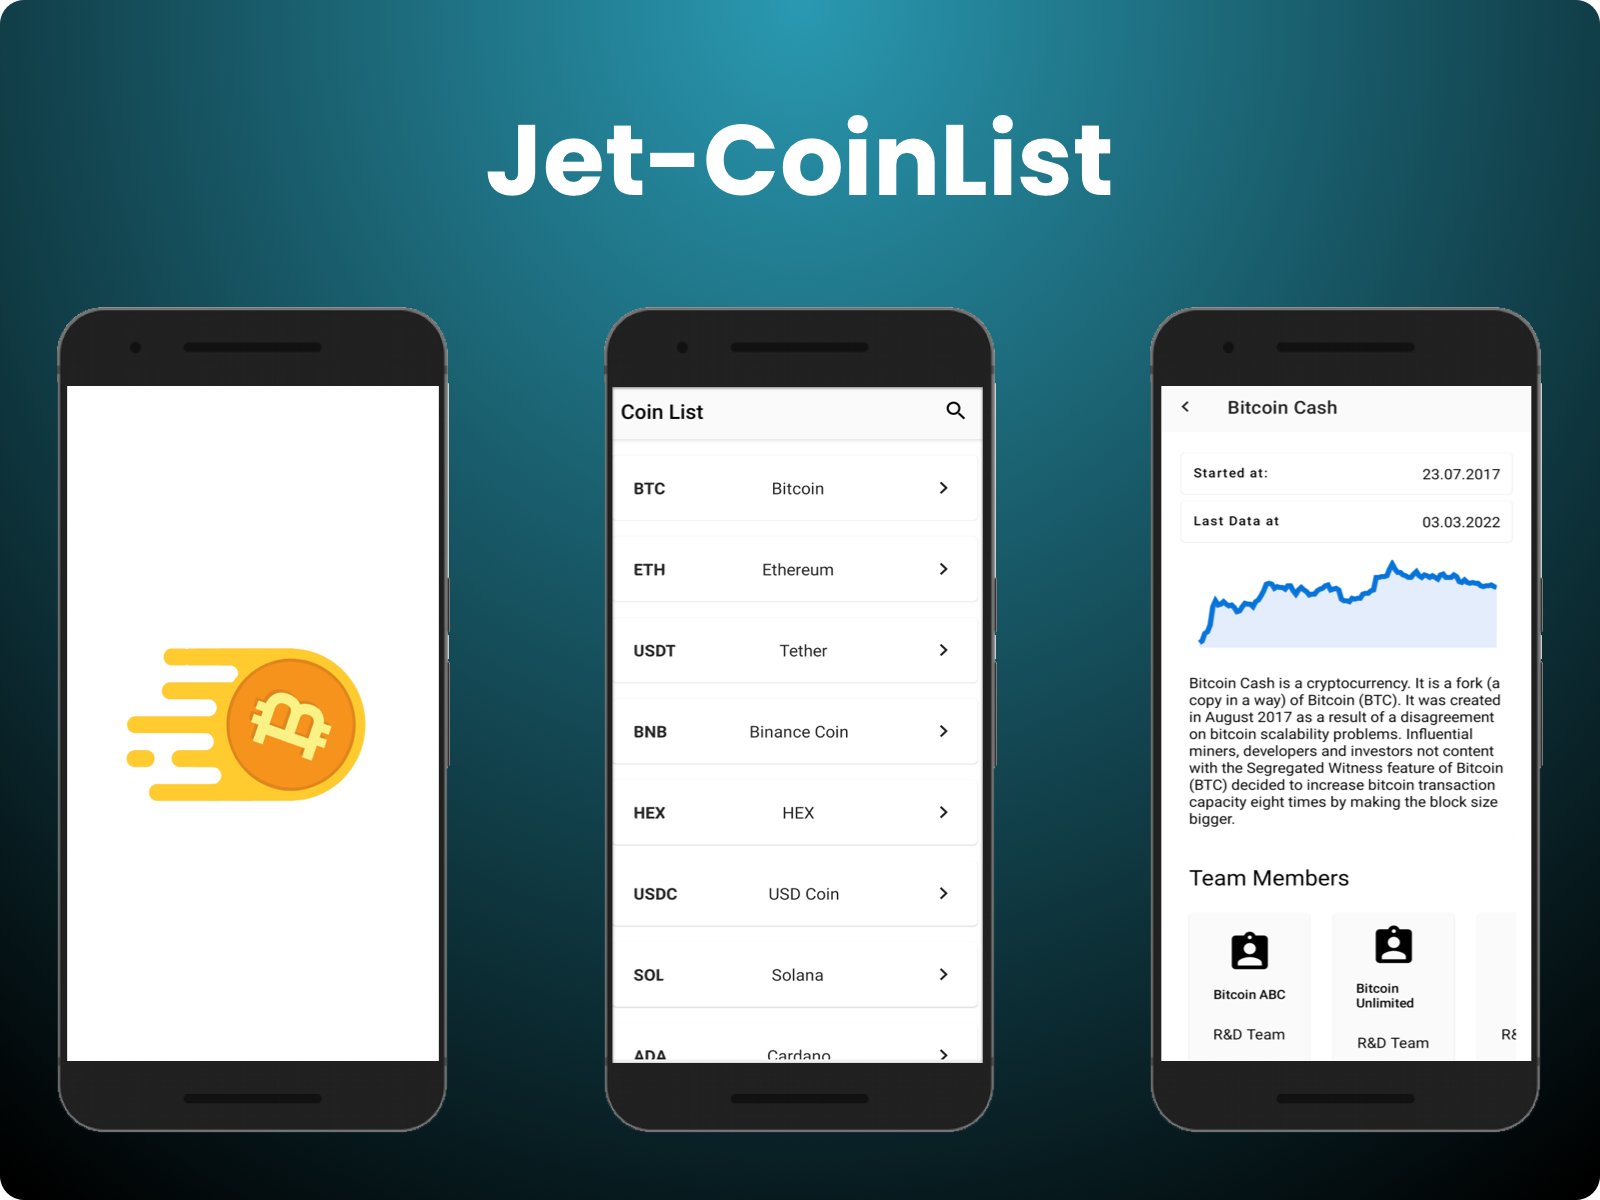 Jet-CoinList
Coin List
BTC Bitcoin
ETH Ethereum
USDT Tether
BNB Binance Coin
HEX HEX
USDC USD Coin
SOL Solana
ADA Cardano
Bitcoin Cash
Started at: 23.07.2017
Last Data at 03.03.2022
Bitcoin Cash is a cryptocurrency. It is a fork (a
copy in a way) of Bitcoin (BTC). It was created
in August 2017 as a result of a disagreement
on bitcoin scalability problems. Influential
miners, developers and investors not content
with the Segregated Witness feature of Bitcoin
(BTC) decided to increase bitcoin transaction
capacity eight times by making the block size
bigger.
Team Members
Bitcoin ABC
R&D Team
Bitcoin
Unlimited
R&D Team